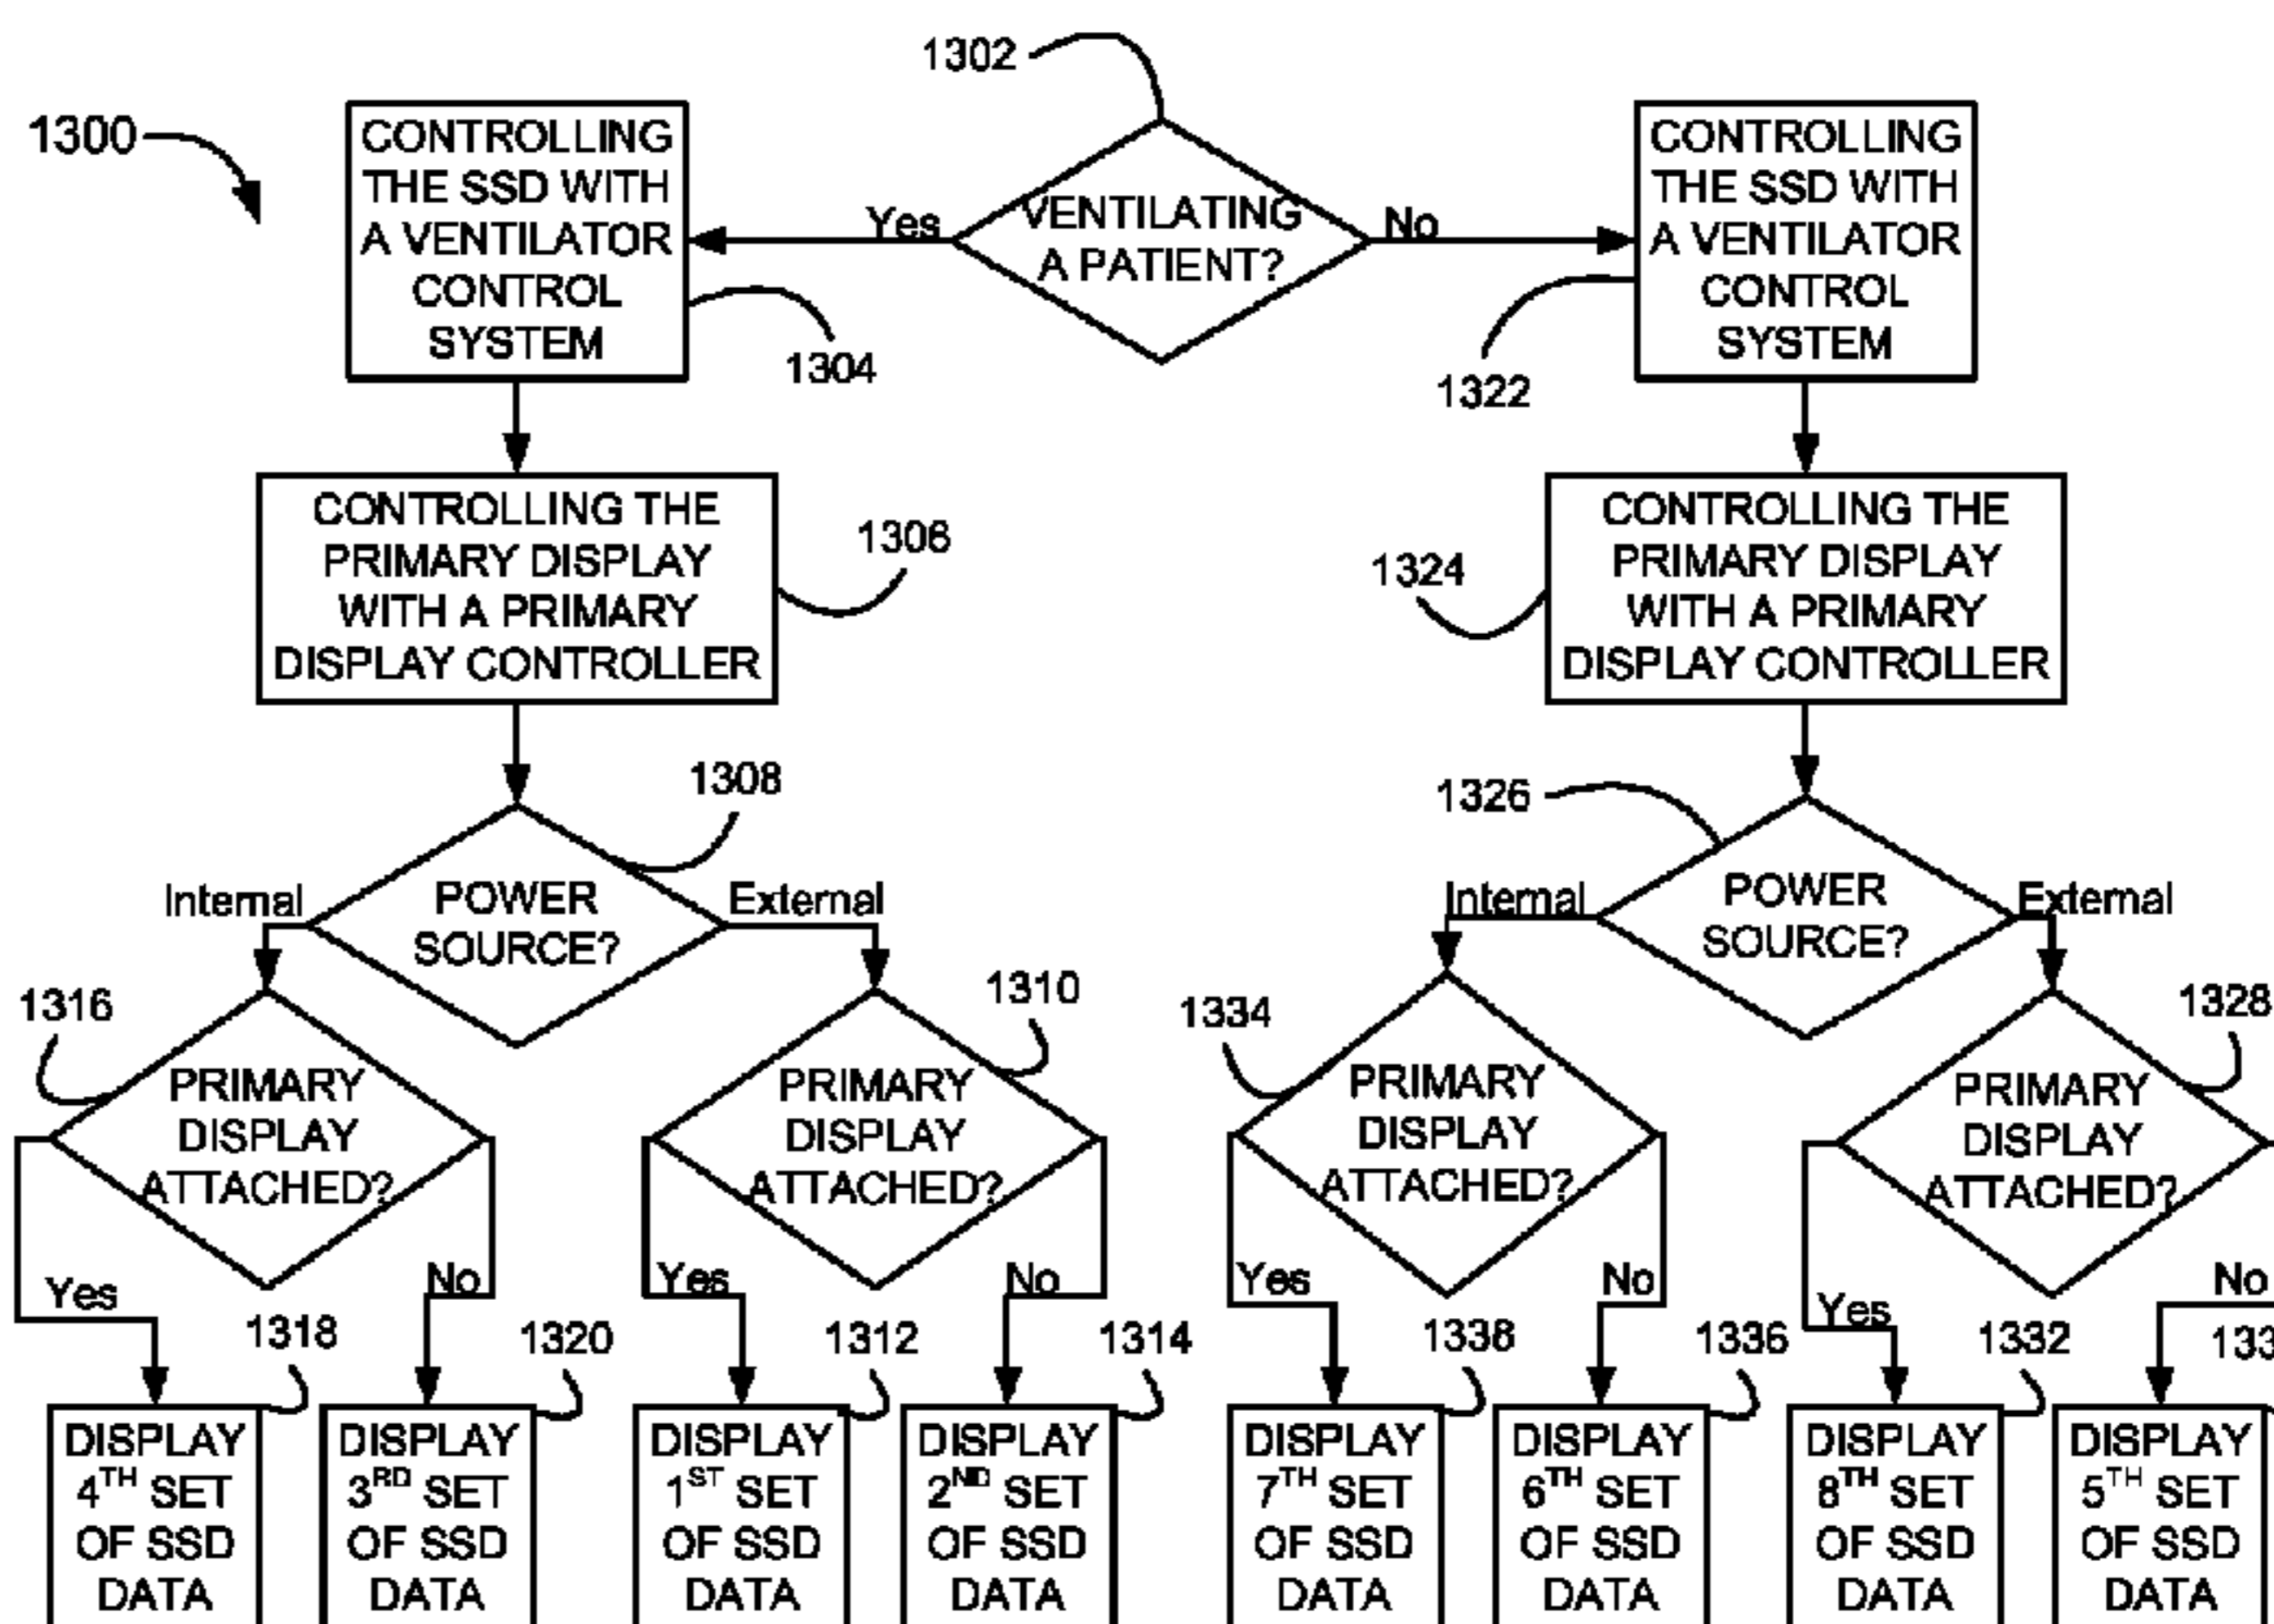 1302
1300
CONTROLLING
THE SSD WITH
A VENTILATOR
CONTROL
SYSTEM
1304
Yes
VENTILATING
A PATIENT?
No
CONTROLLING
THE SSD WITH
A VENTILATOR
CONTROL
SYSTEM
1322
CONTROLLING THE
PRIMARY DISPLAY
WITH A PRIMARY
DISPLAY CONTROLLER
1306
CONTROLLING THE
PRIMARY DISPLAY
WITH A PRIMARY
DISPLAY CONTROLLER
1324
1308
Internal
POWER
SOURCE?
External
1326
Internal
POWER
SOURCE?
External
1316
PRIMARY
DISPLAY
ATTACHED?
Yes
No
1310
PRIMARY
DISPLAY
ATTACHED?
Yes
No
1334
PRIMARY
DISPLAY
ATTACHED?
Yes
No
1328
PRIMARY
DISPLAY
ATTACHED?
Yes
No
1318
DISPLAY
4TH SET
OF SSD
DATA
1320
DISPLAY
3RD SET
OF SSD
DATA
1312
DISPLAY
1ST SET
OF SSD
DATA
1314
DISPLAY
2ND SET
OF SSD
DATA
1338
DISPLAY
7TH SET
OF SSD
DATA
1336
DISPLAY
6TH SET
OF SSD
DATA
1332
DISPLAY
8TH SET
OF SSD
DATA
DISPLAY
5TH SET
OF SSD
DATA